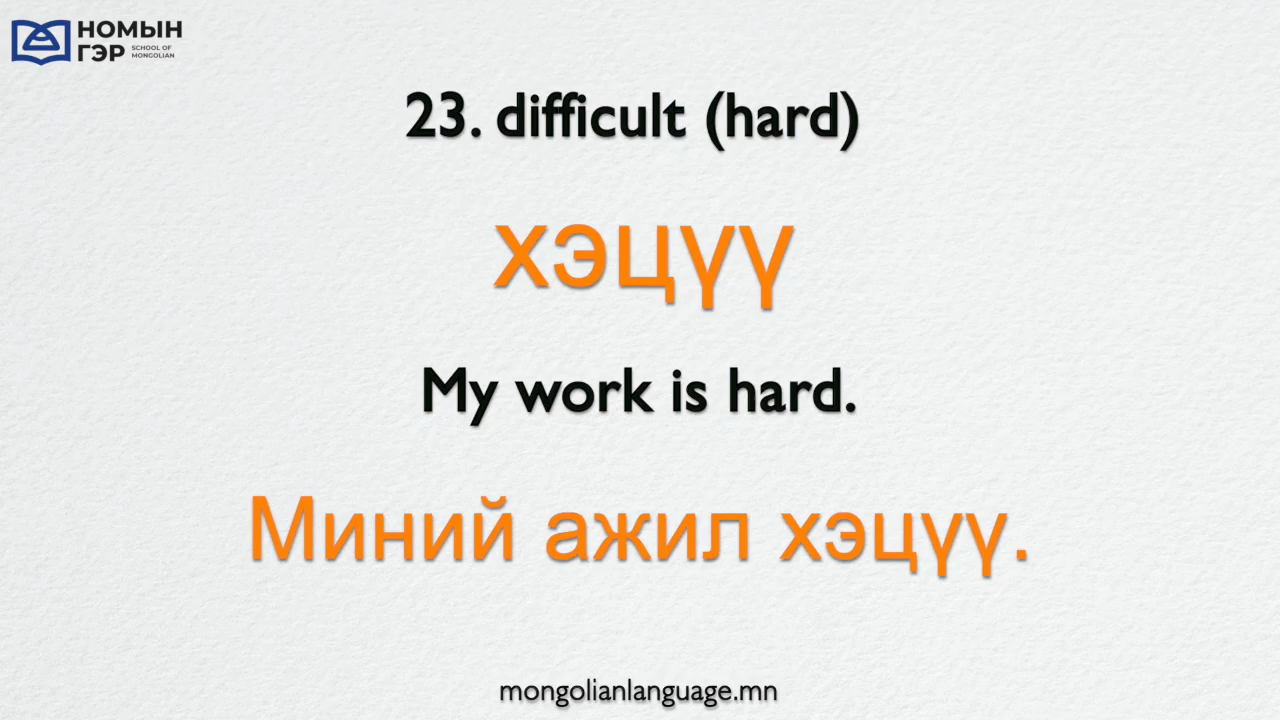 НОМЫН
ГЭР SCHOOL OF
MONGOLIAN
23. difficult (hard)
хэцүү
My work is hard.
Миний ажил хэцүү.
mongolianlanguage.mn